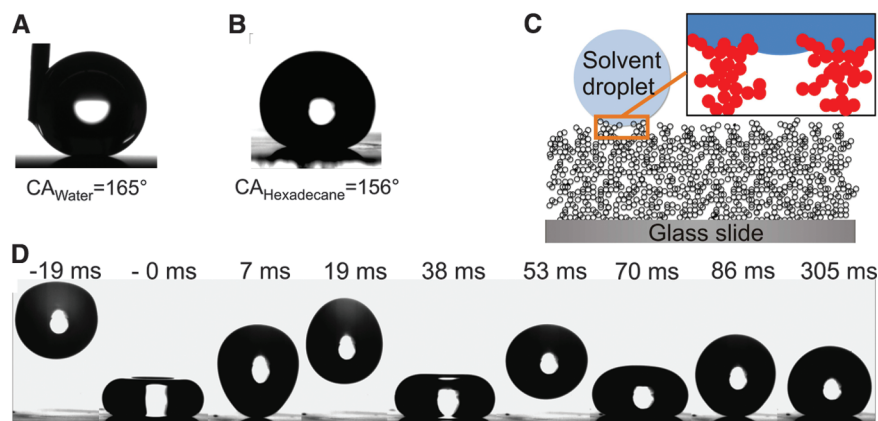 A
B
C
CA_Water=165°
CA_Hexadecane=156°
Solvent
droplet
Glass slide
D
-19 ms
- 0 ms
7 ms
19 ms
38 ms
53 ms
70 ms
86 ms
305 ms